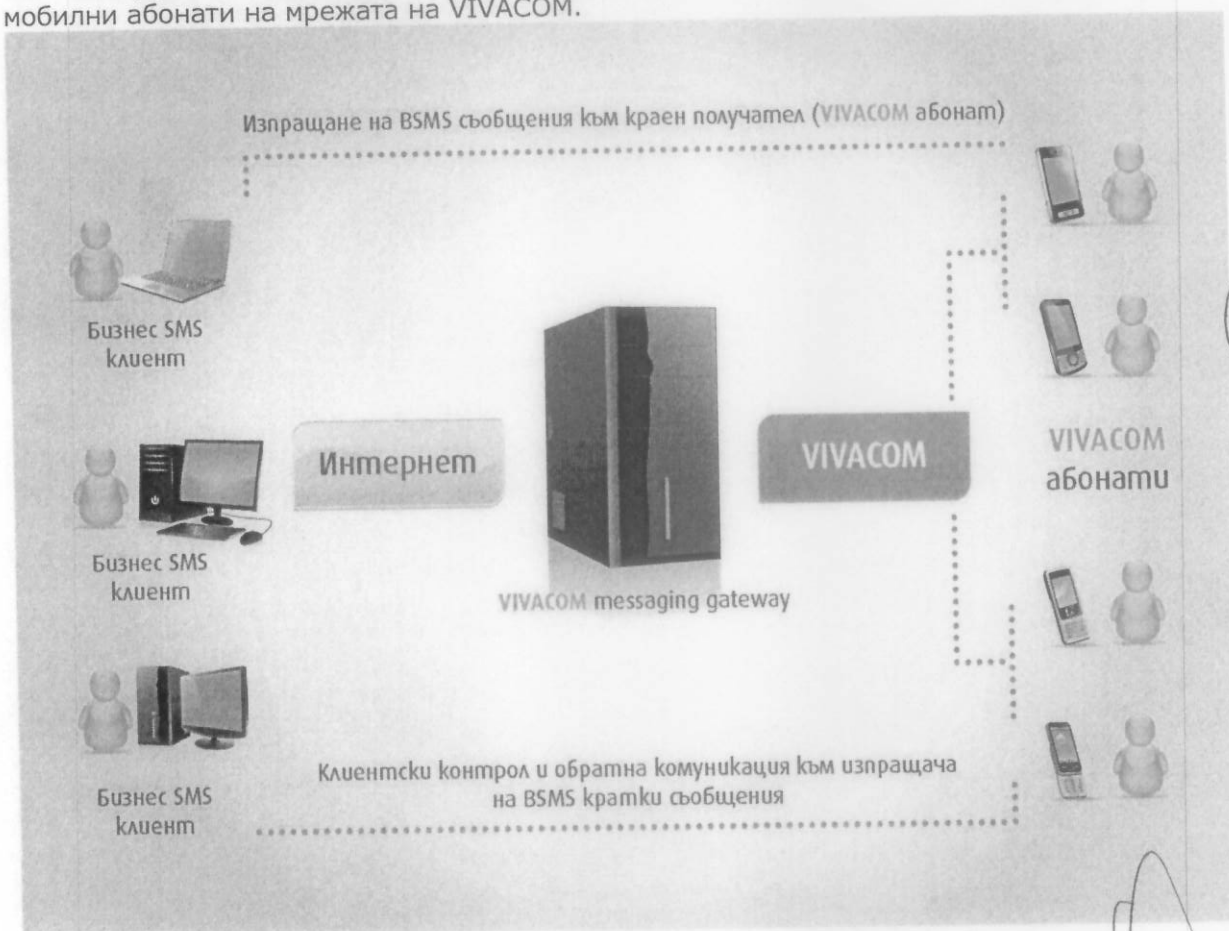 мобилни абонати на мрежата на VIVACOM.
Изпращане на BSMS съобщения към краен получател (VIVACOM абонат)
Бизнес SMS
клиент
Интернет
VIVACOM
VIVACOM
абонати
Бизнес SMS
клиент
VIVACOM messaging gateway
Клиентски контрол и обратна комуникация към изпращача
на BSMS кратки съобщения
Бизнес SMS
клиент